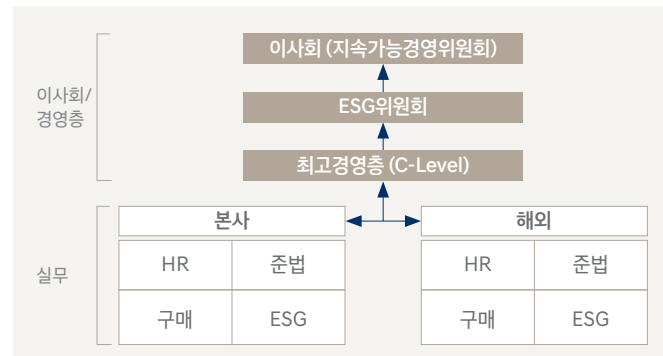 이사회 (지속가능경영위원회)
이사회/
경영층
ESG위원회
최고경영층 (C-Level)
본사
해외
실무
HR
준법
HR
준법
구매
ESG
구매
ESG